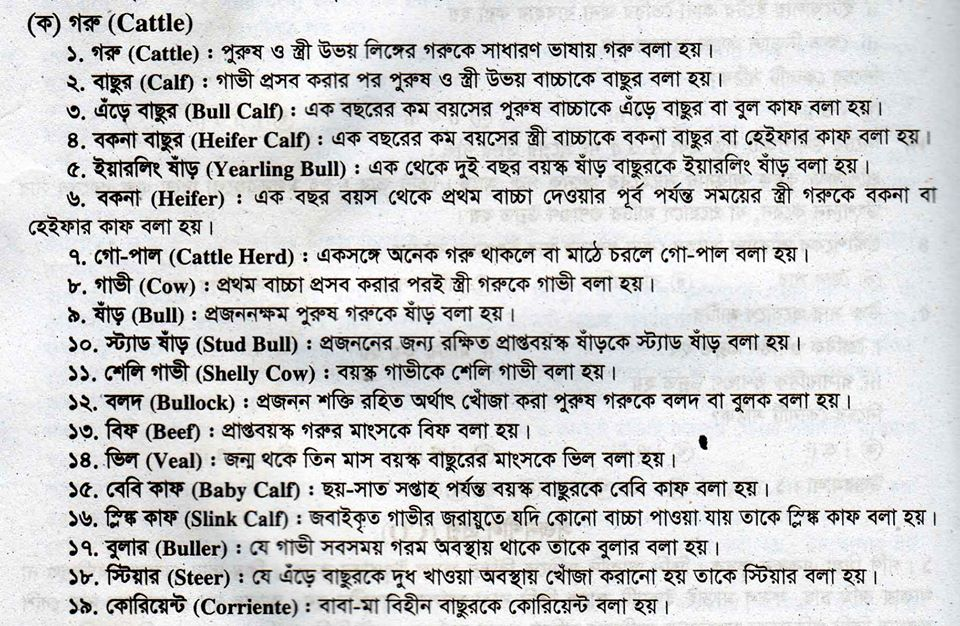 (ক) গরু (Cattle)
১. গরু (Cattle) : পুরুষ ও স্ত্রী উভয় লিঙ্গের গরুকে সাধারণ ভাষায় গরু বলা হয়।
২. বাছুর (Calf) : গাভী প্রসব করার পর পুরুষ ও স্ত্রী উভয় বাচ্চাকে বাছুর বলা হয়।
৩. এঁড়ে বাছুর (Bull Calf) : এক বছরের কম বয়সের পুরুষ বাচ্চাকে এঁড়ে বাছুর বা বুল কাফ বলা হয়।
৪. বকনা বাছুর (Heifer Calf) : এক বছরের কম বয়সের স্ত্রী বাচ্চাকে বকনা বাছুর বা হেইফার কাফ বলা হয়।
৫. ইয়ারলিং ষাঁড় (Yearling Bull) : এক থেকে দুই বছর বয়স্ক ষাঁড় বাছুরকে ইয়ারলিং ষাঁড় বলা হয়।
৬. বকনা (Heifer) : এক বছর বয়স থেকে প্রথম বাচ্চা দেওয়ার পূর্ব পর্যন্ত সময়ের স্ত্রী গরুকে বকনা বা
হেইফার কাফ বলা হয়।
৭. গো-পাল (Cattle Herd) : একসঙ্গে অনেক গরু থাকলে বা মাঠে চরলে গো-পাল বলা হয়।
৮. গাভী (Cow) : প্রথম বাচ্চা প্রসব করার পরই স্ত্রী গরুকে গাভী বলা হয়।
৯. ষাঁড় (Bull) : প্রজননক্ষম পুরুষ গরুকে ষাঁড় বলা হয়।
১০. স্ট্যাড ষাঁড় (Stud Bull) : প্রজননের জন্য রক্ষিত প্রাপ্তবয়স্ক ষাঁড়কে স্ট্যাড ষাঁড় বলা হয়।
১১. শেলি গাভী (Shelly Cow) : বয়স্ক গাভীকে শেলি গাভী বলা হয়।
১২. বলদ (Bullock) : প্রজনন শক্তি রহিত অর্থাৎ খোঁজা করা পুরুষ গরুকে বলদ বা বুলক বলা হয়।
১৩. বিফ (Beef) : প্রাপ্তবয়স্ক গরুর মাংসকে বিফ বলা হয়।
১৪. ভিল (Veal) : জন্ম থকে তিন মাস বয়স্ক বাছুরের মাংসকে ভিল বলা হয়।
১৫. বেবি কাফ (Baby Calf) : ছয়-সাত সপ্তাহ পর্যন্ত বয়স্ক বাছুরকে বেবি কাফ বলা হয়।
১৬. স্লিঙ্ক কাফ (Slink Calf) : জবাইকৃত গাভীর জরায়ুতে যদি কোনো বাচ্চা পাওয়া যায় তাকে স্লিঙ্ক কাফ বলা হয়।
১৭. বুলার (Buller) : যে গাভী সবসময় গরম অবস্থায় থাকে তাকে বুলার বলা হয়।
১৮. স্টিয়ার (Steer) : যে এঁড়ে বাছুরকে দুধ খাওয়া অবস্থায় খোঁজা করানো হয় তাকে স্টিয়ার বলা হয়।
১৯. কোরিয়েন্ট (Corriente) : বাবা-মা বিহীন বাছুরকে কোরিয়েন্ট বলা হয়।